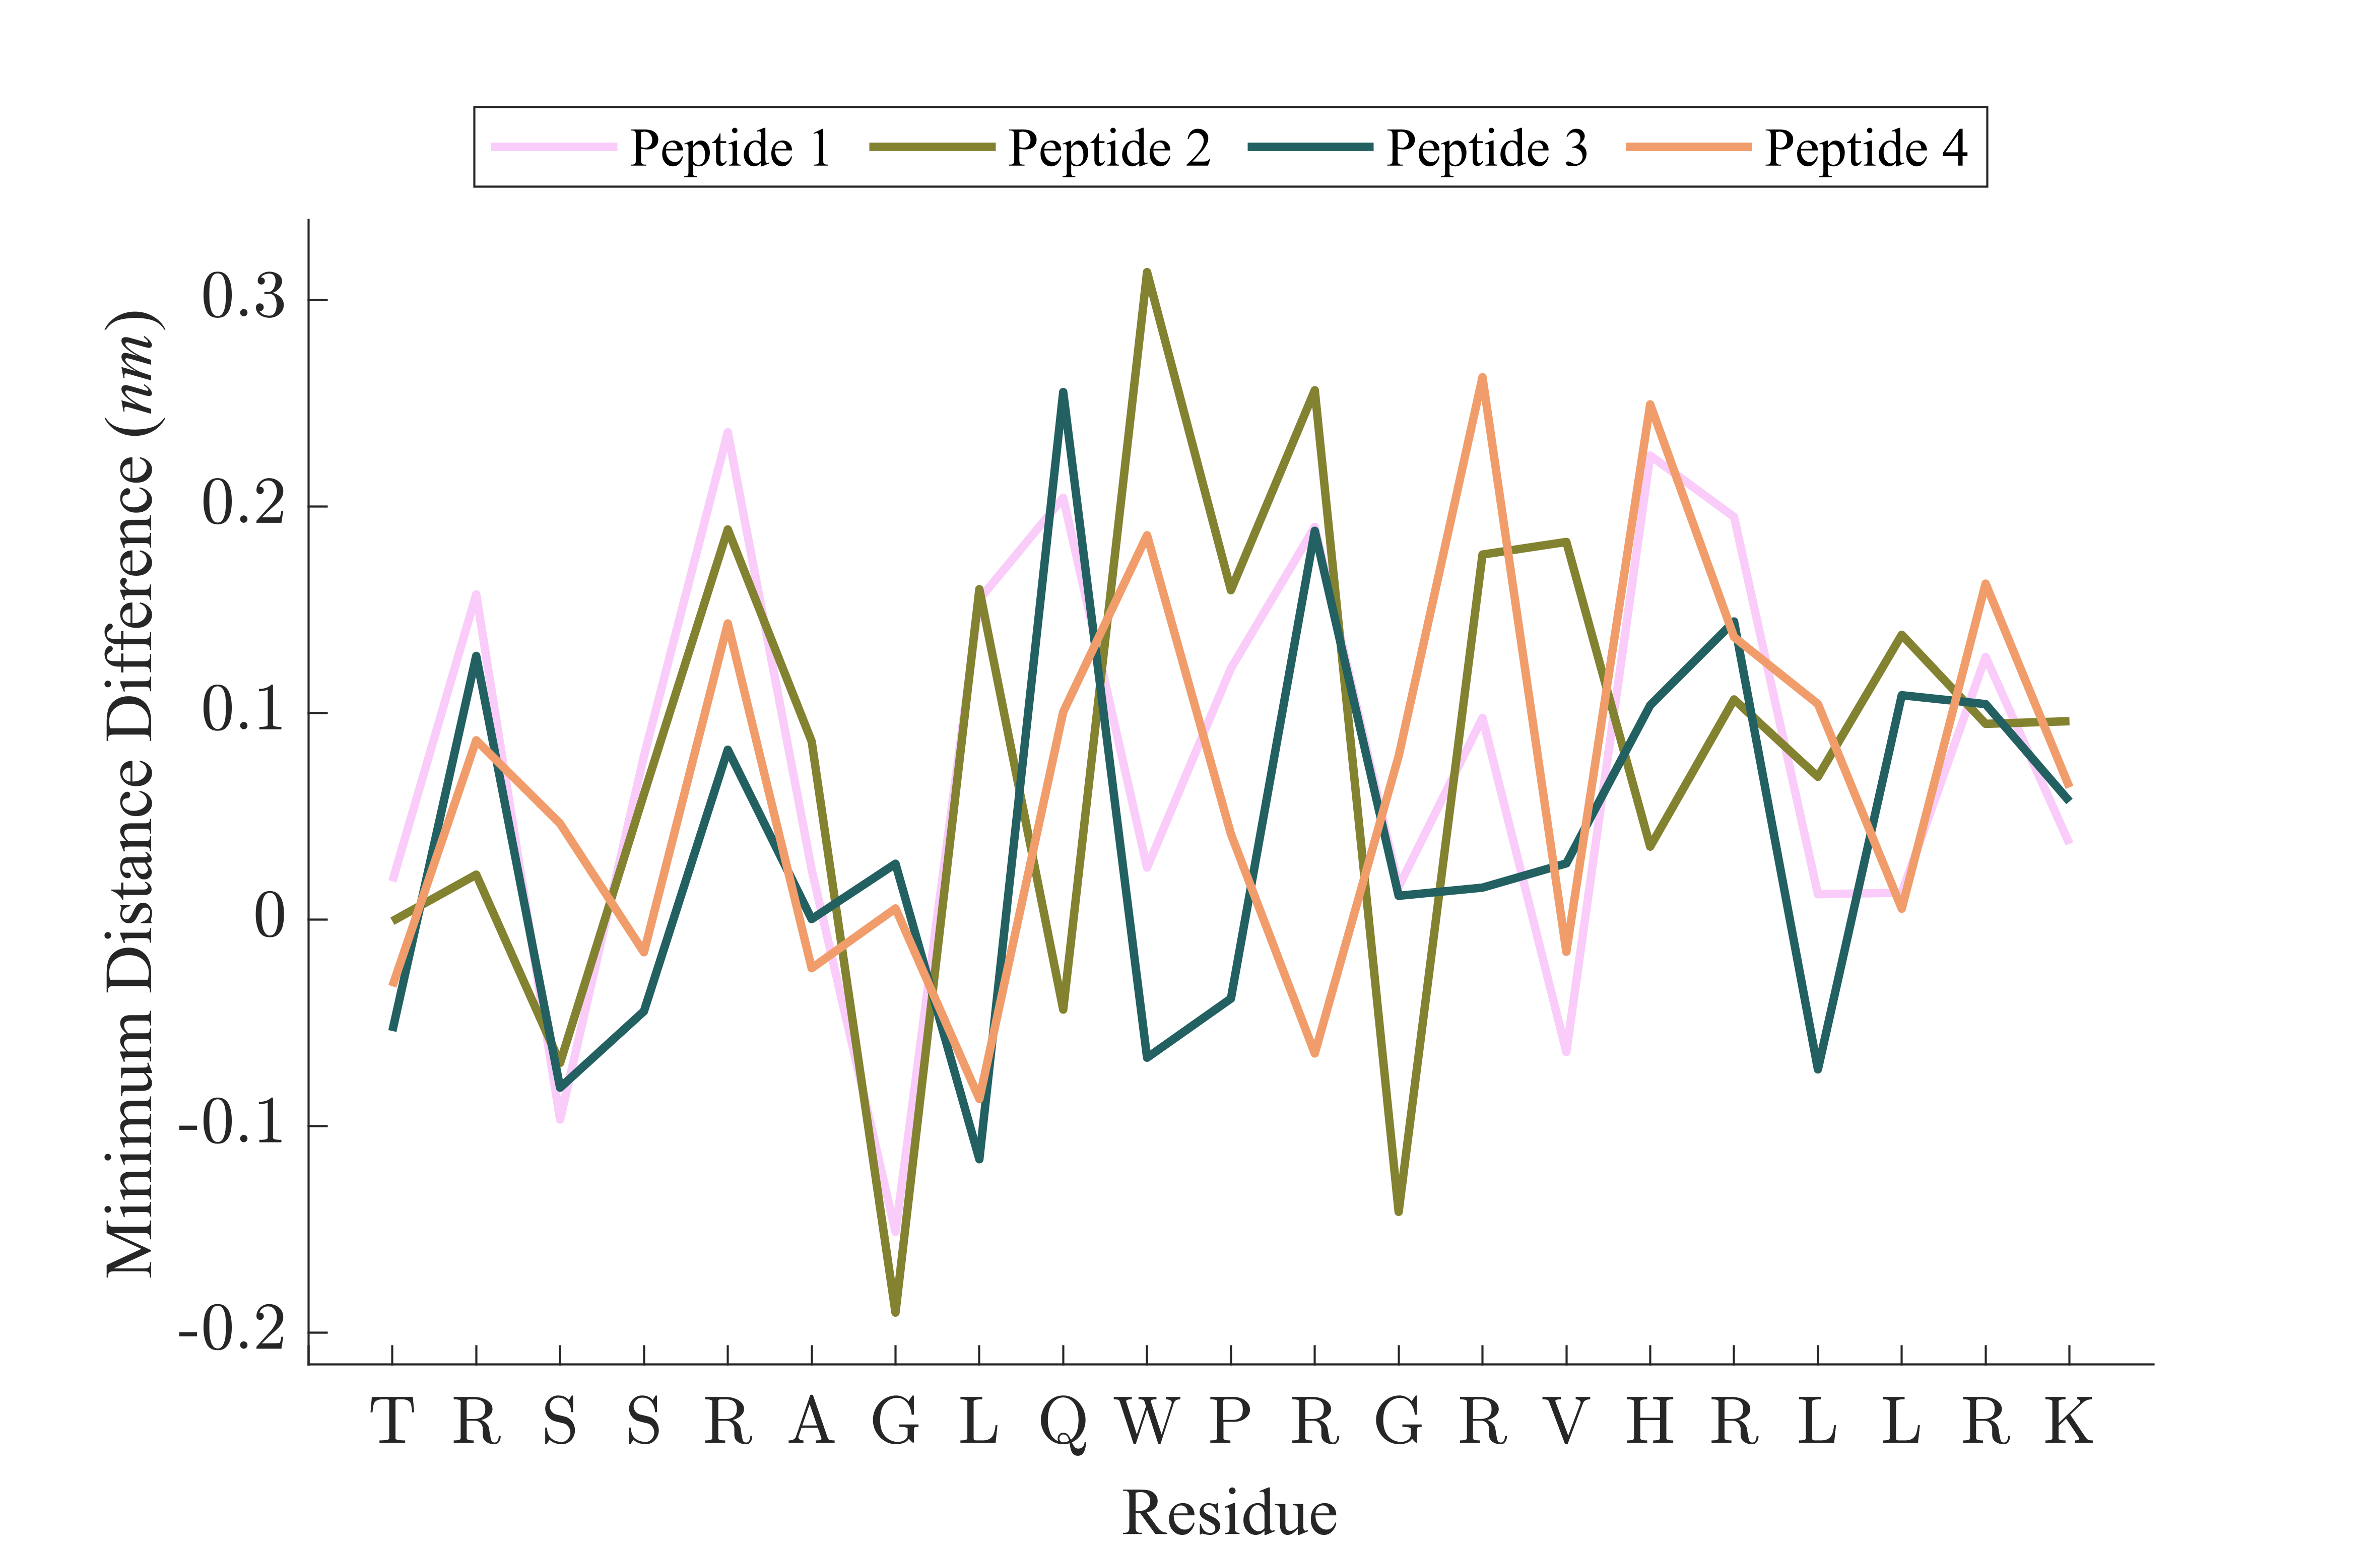 Peptide 1 Peptide 2 Peptide 3 Peptide 4
Minimum Distance Difference (nm)
0.3
0.2
0.1
0
-0.1
-0.2
T R S S R A G L Q W P R G R V H R L L R K
Residue